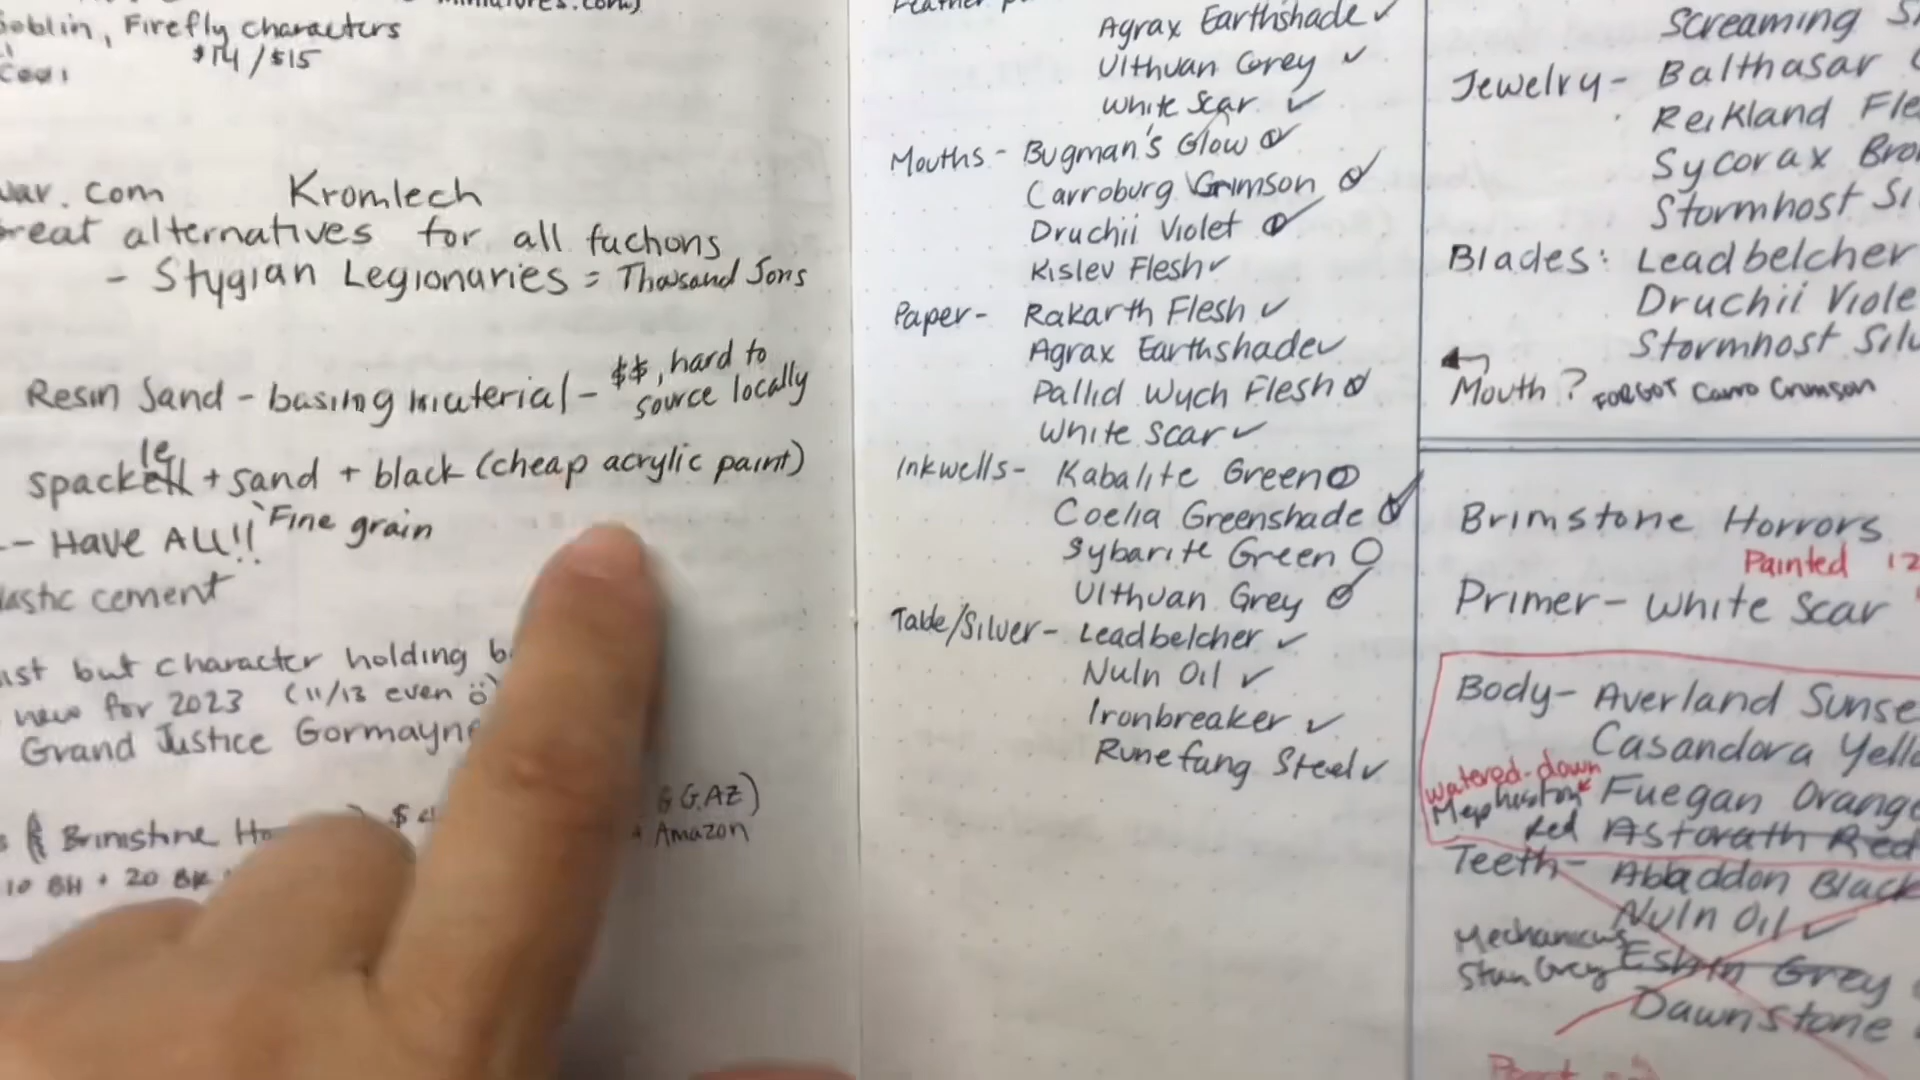 Goblin, Firefly characters
$14/$15
war.com Kromlech
Great alternatives for all factions
- Stygian Legionaries = Thousand Sons
Resin Sand - basing material - $$, hard to
source locally
spackle + sand + black (cheap acrylic paint)
-- Have ALL!! Fine grain
plastic cement
but character holding
new for 2023 (11/13 even ö)
Grand Justice Gormayne
Brimstone $ GAZ)
Amazon
10 BH + 20
Agrax Earthshade ✓
Ulthuan Grey ✓
White Scar ✓
Mouths - Bugman's Glow
Carroburg Crimson
Druchii Violet
Kislev Flesh ✓
Paper - Rakarth Flesh ✓
Agrax Earthshade ✓
Pallid Wych Flesh
White Scar ✓
Inkwells - Kabalite Green
Coelia Greenshade
Sybarite Green
Ulthuan Grey
Table/Silver - Leadbelcher ✓
Nuln Oil ✓
Ironbreaker ✓
Runefang Steel ✓
Screaming
Jewelry - Balthasar
Reikland
Sycorax
Stormhost
Blades: Leadbelcher
Druchii
Stormhost
Mouth? FORGOT Carro Crimson
Brimstone Horrors
Painted 12
Primer - White Scar
Body - Averland
Casandora
watered-down
Mephiston Fuegan
Red Astorath Red
Teeth - Abaddon Black
Nuln Oil ✓
Mechanicus
Stan Grey Eshin Grey
Dawnstone